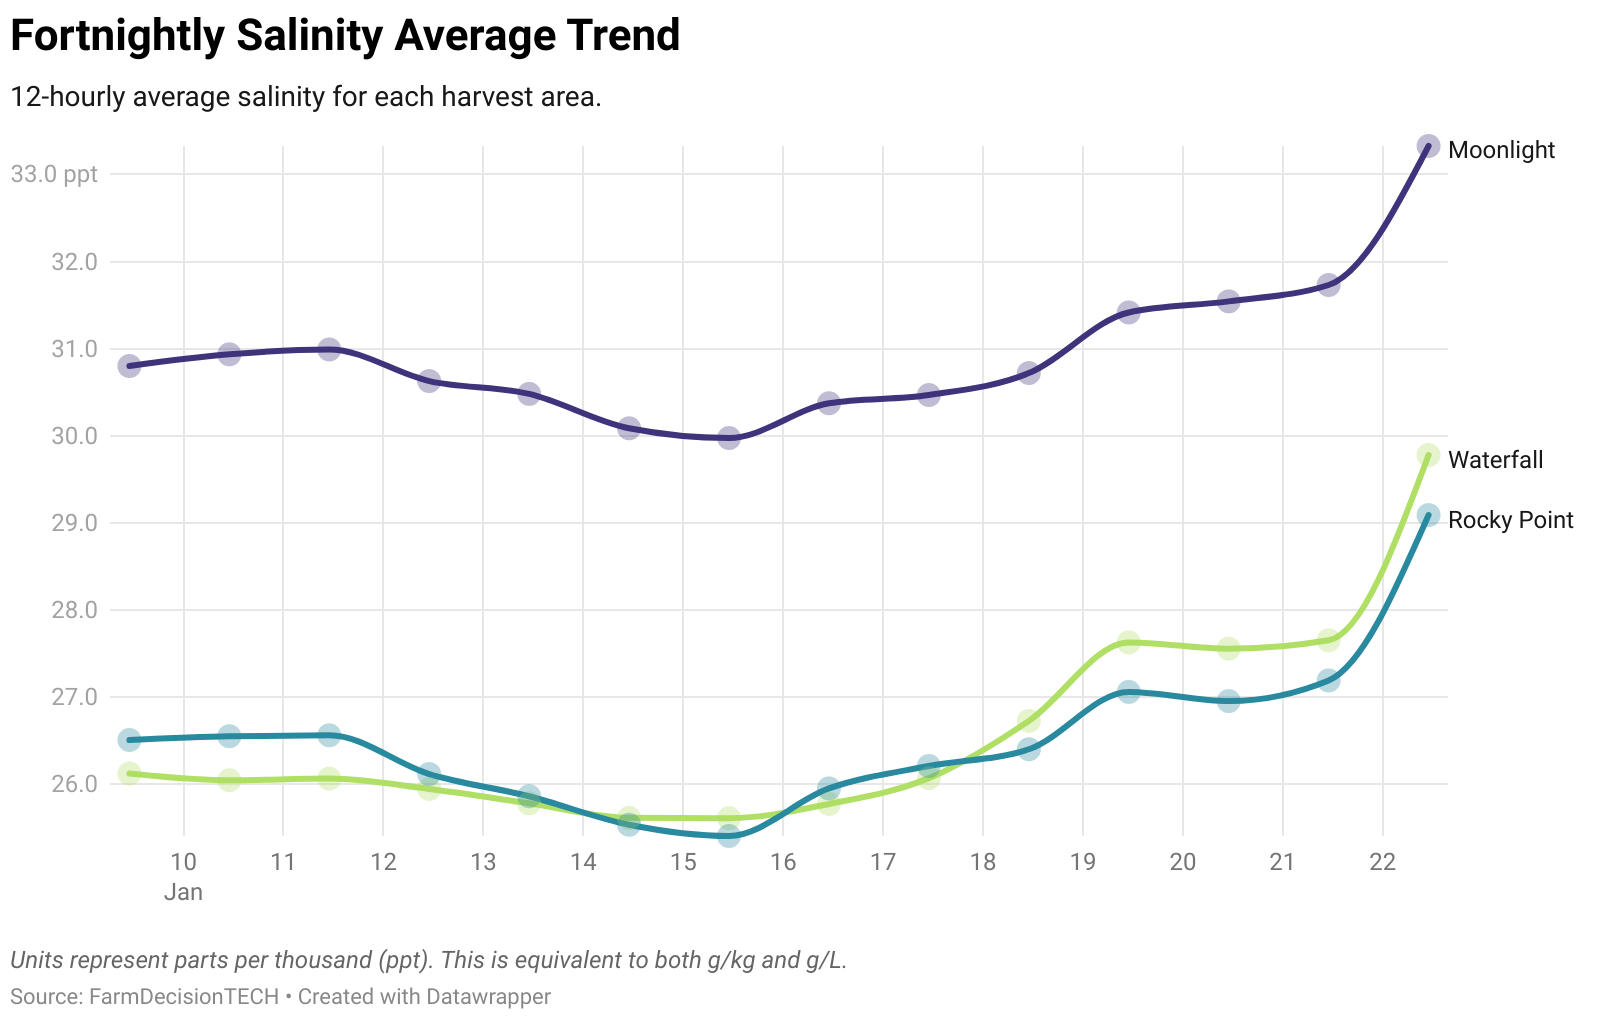 Fortnightly Salinity Average Trend
12-hourly average salinity for each harvest area.
33.0 ppt
32.0
31.0
30.0
29.0
28.0
27.0
26.0
Moonlight
Waterfall
Rocky Point
10 11 12 13 14 15 16 17 18 19 20 21 22
Jan
Units represent parts per thousand (ppt). This is equivalent to both g/kg and g/L.
Source: FarmDecisionTECH • Created with Datawrapper